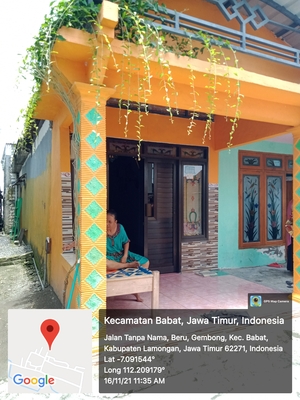 GPS Map Camera
Kecamatan Babat, Jawa Timur, Indonesia
Jalan Tanpa Nama, Beru, Gembong, Kec. Babat,
Kabupaten Lamongan, Jawa Timur 62271, Indonesia
Lat -7.091544°
Long 112.209179°
16/11/21 11:35 AM
Google